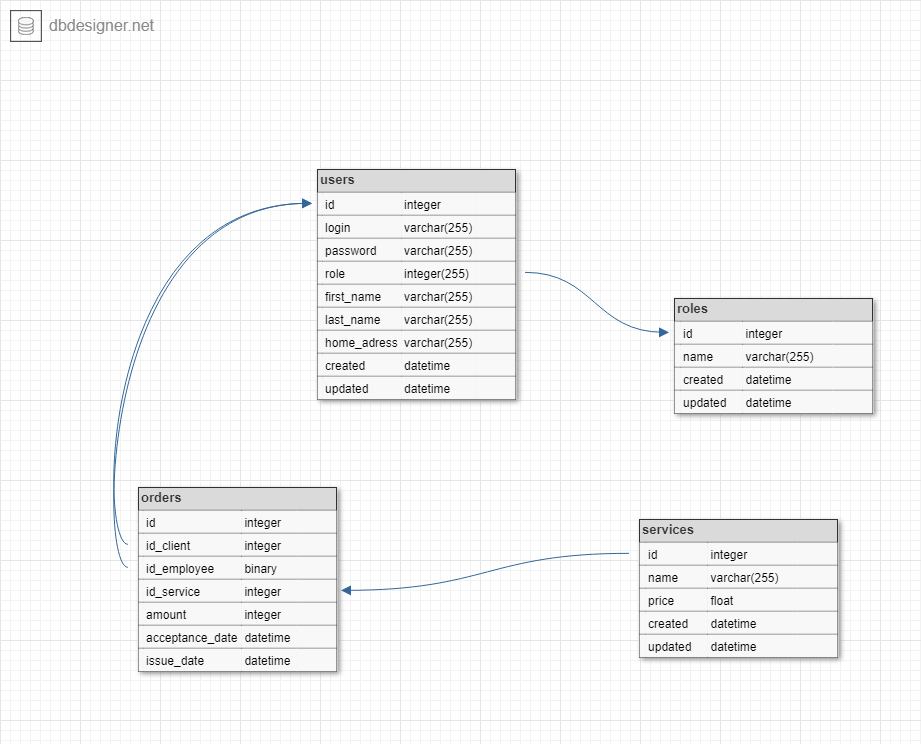 dbdesigner.net
users
id integer
login varchar(255)
password varchar(255)
role integer(255)
first_name varchar(255)
last_name varchar(255)
home_adress varchar(255)
created datetime
updated datetime
roles
id integer
name varchar(255)
created datetime
updated datetime
orders
id integer
id_client integer
id_employee binary
id_service integer
amount integer
acceptance_date datetime
issue_date datetime
services
id integer
name varchar(255)
price float
created datetime
updated datetime